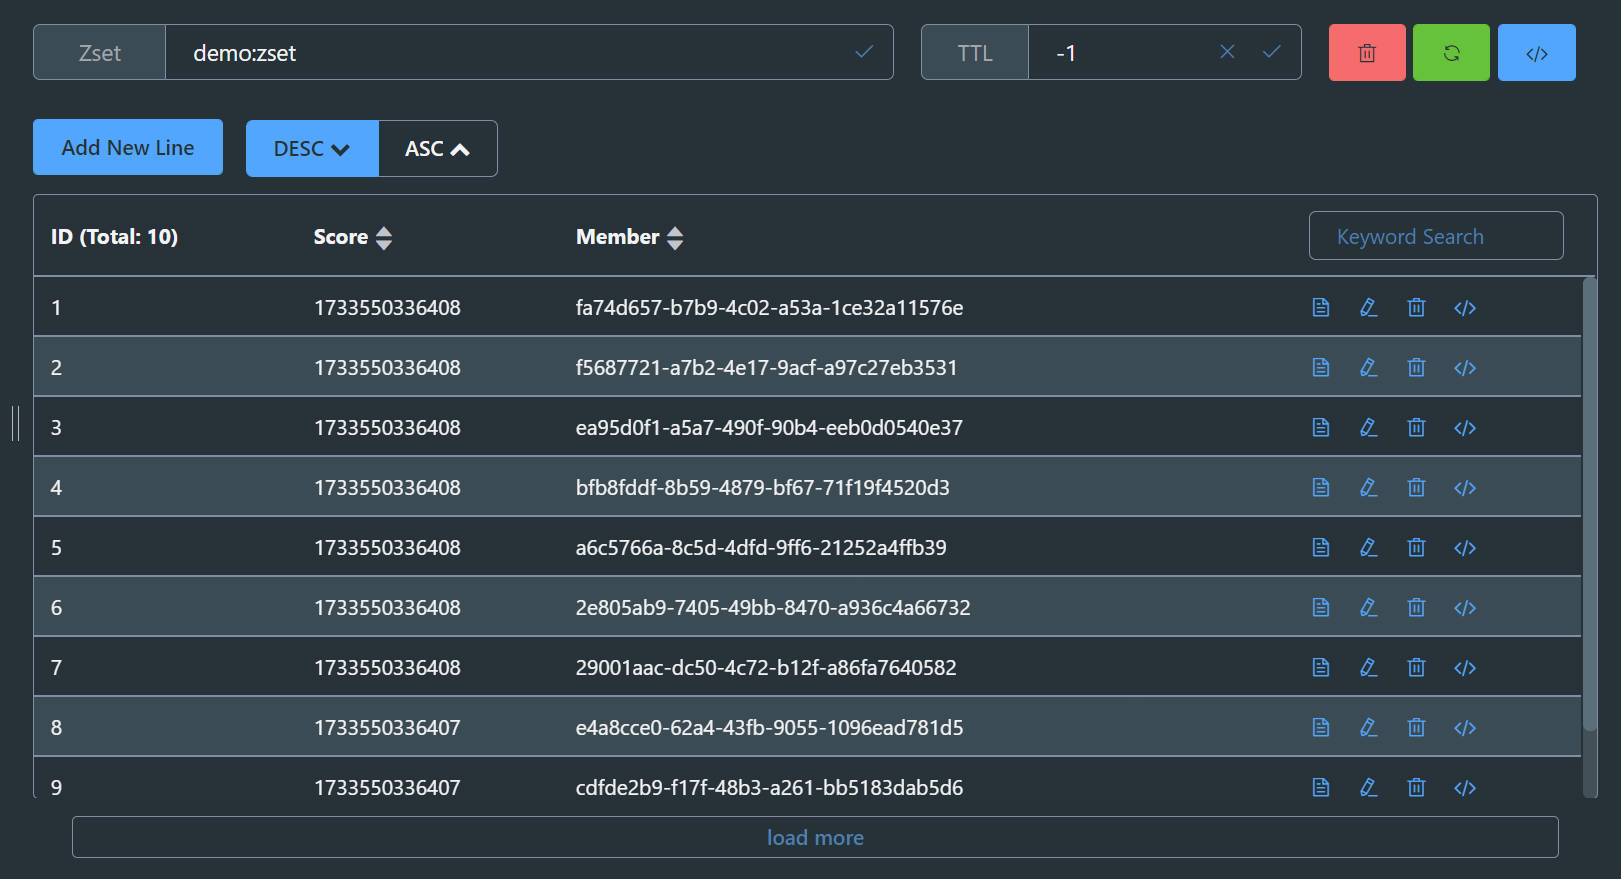 Zset demo:zset TTL -1
Add New Line DESC ASC
ID (Total: 10) Score Member Keyword Search
1 1733550336408 fa74d657-b7b9-4c02-a53a-1ce32a11576e
2 1733550336408 f5687721-a7b2-4e17-9acf-a97c27eb3531
3 1733550336408 ea95d0f1-a5a7-490f-90b4-eeb0d0540e37
4 1733550336408 bfb8fddf-8b59-4879-bf67-71f19f4520d3
5 1733550336408 a6c5766a-8c5d-4dfd-9ff6-21252a4ffb39
6 1733550336408 2e805ab9-7405-49bb-8470-a936c4a66732
7 1733550336408 29001aac-dc50-4c72-b12f-a86fa7640582
8 1733550336407 e4a8cce0-62a4-43fb-9055-1096ead781d5
9 1733550336407 cdfde2b9-f17f-48b3-a261-bb5183dab5d6
load more